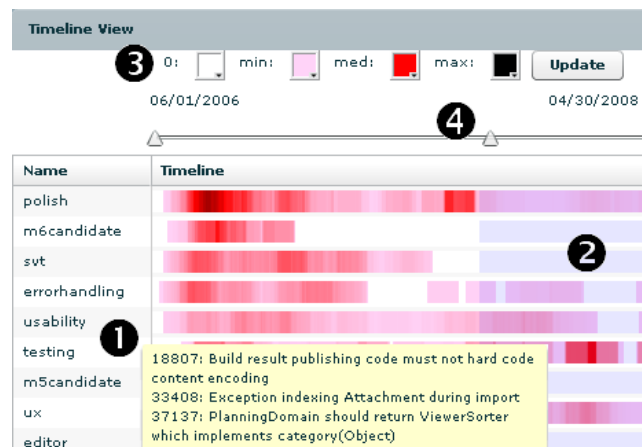 Timeline View
3 0: min: med: max: Update
06/01/2006 04/30/2008
4
Name Timeline
polish
m6candidate
2
svt
errorhandling
usability
1
testing
18807: Build result publishing code must not hard code
content encoding
m5candidate
33408: Exception indexing Attachment during import
37137: PlanningDomain should return ViewerSorter
ux
which implements category(Object)
editor